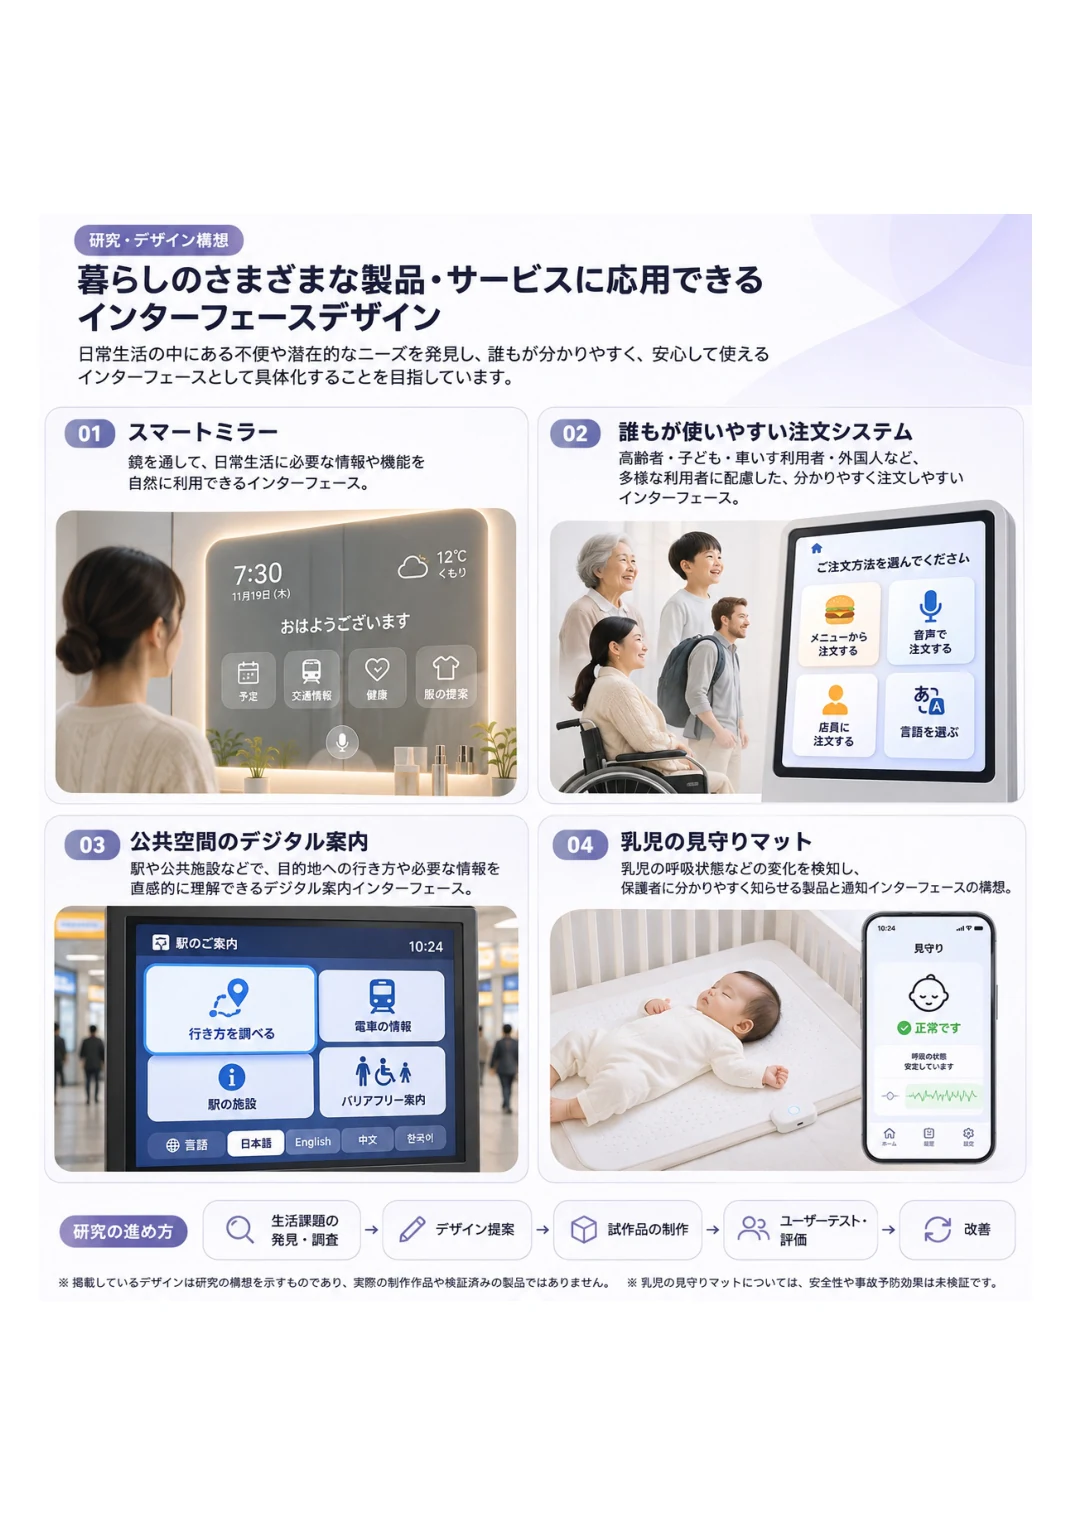 研究・デザイン構想
暮らしのさまざまな製品・サービスに応用できる
インターフェースデザイン
日常生活の中にある不便や潜在的なニーズを発見し、誰もが分かりやすく、安心して使える
インターフェースとして具体化することを目指しています。
01 スマートミラー
鏡を通して、日常生活に必要な情報や機能を
自然に利用できるインターフェース。
7:30
11月19日 (木)
12℃
くもり
おはようございます
予定
交通情報
健康
服の提案
02 誰もが使いやすい注文システム
高齢者・子ども・車いす利用者・外国人など、
多様な利用者に配慮した、分かりやすく注文しやすい
インターフェース。
ご注文方法を選んでください
メニューから
注文する
音声で
注文する
店員に
注文する
あ A
言語を選ぶ
03 公共空間のデジタル案内
駅や公共施設などで、目的地への行き方や必要な情報を
直感的に理解できるデジタル案内インターフェース。
駅のご案内
10:24
行き方を調べる
電車の情報
駅の施設
バリアフリー案内
言語
日本語
English
中文
한국어
04 乳児の見守りマット
乳児の呼吸状態などの変化を検知し、
保護者に分かりやすく知らせる製品と通知インターフェースの構想。
10:24
見守り
正常です
呼吸の状態
安定しています
ホーム
設定
研究の進め方
生活課題の
発見・調査
デザイン提案
試作品の制作
ユーザーテスト・
評価
改善
※ 掲載しているデザインは研究の構想を示すものであり、実際の制作作品や検証済みの製品ではありません。
※ 乳児の見守りマットについては、安全性や事故予防効果は未検証です。